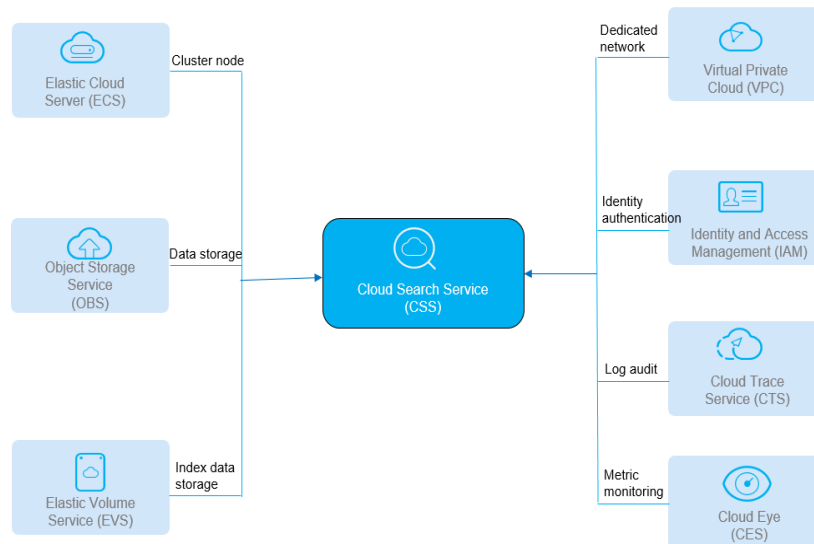 Elastic Cloud
Server (ECS)
Cluster node
Object Storage
Service
(OBS)
Data storage
Elastic Volume
Service (EVS)
Index data
storage
Cloud Search Service
(CSS)
Dedicated
network
Virtual Private
Cloud (VPC)
Identity
authentication
Identity and Access
Management (IAM)
Log audit
Cloud Trace
Service (CTS)
Metric
monitoring
Cloud Eye
(CES)